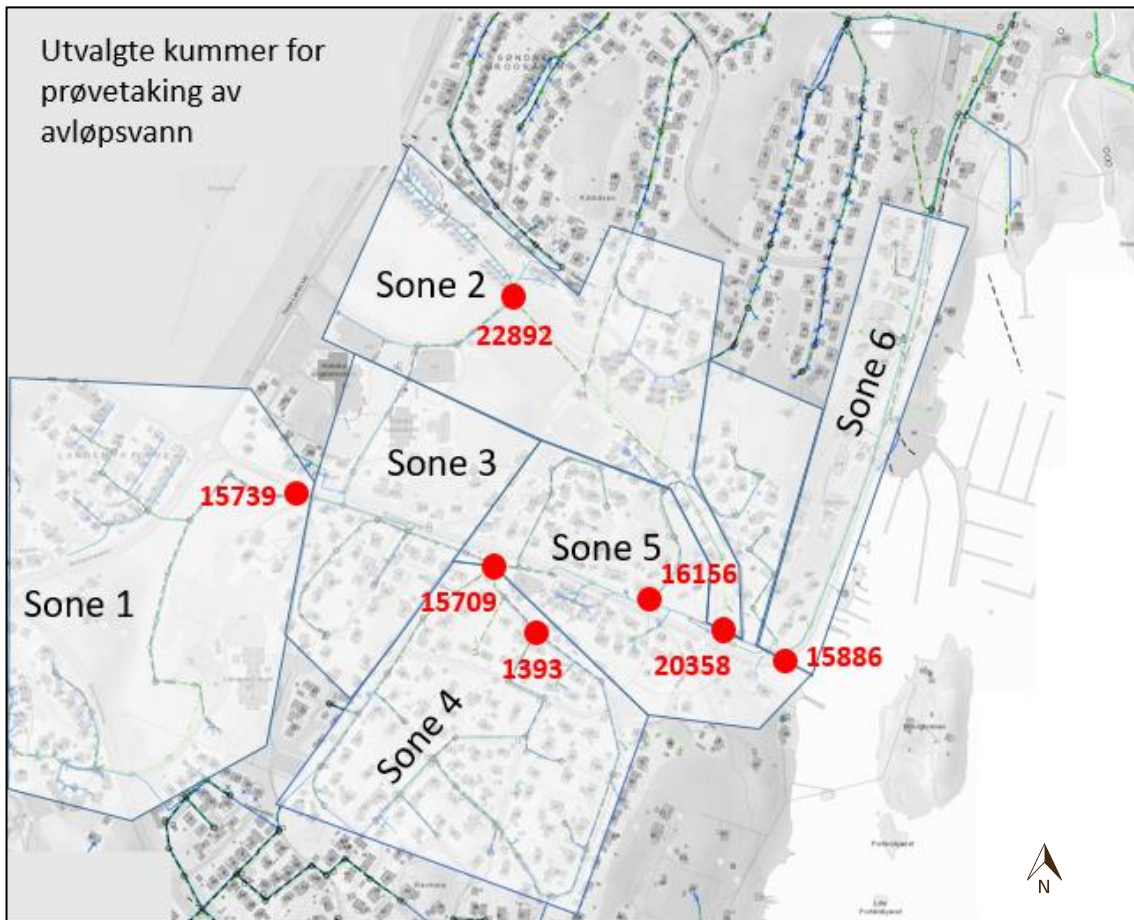 Utvalgte kummer for
prøvetaking av
avløpsvann
Sone 2
22892
Sone 6
Sone 3
15739
Sone 5
16156
Sone 1
15709
20358
15886
1393
Sone 4
N